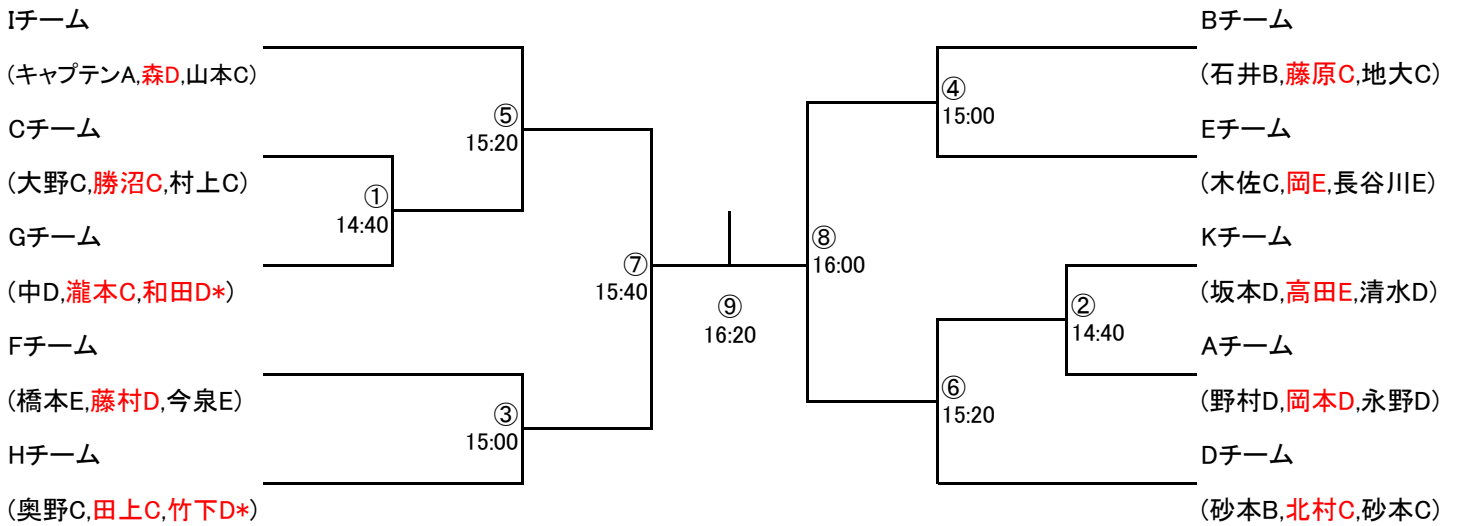 Iチーム
(キャプテンA,森D,山本C)
Cチーム
(大野C,勝沼C,村上C)
Gチーム
(中D,瀧本C,和田D*)
Fチーム
(橋本E,藤村D,今泉E)
Hチーム
(奥野C,田上C,竹下D*)
①
14:40
⑤
15:20
③
15:00
⑦
15:40
⑨
16:20
⑧
16:00
④
15:00
②
14:40
⑥
15:20
Bチーム
(石井B,藤原C,地大C)
Eチーム
(木佐C,岡E,長谷川E)
Kチーム
(坂本D,高田E,清水D)
Aチーム
(野村D,岡本D,永野D)
Dチーム
(砂本B,北村C,砂本C)